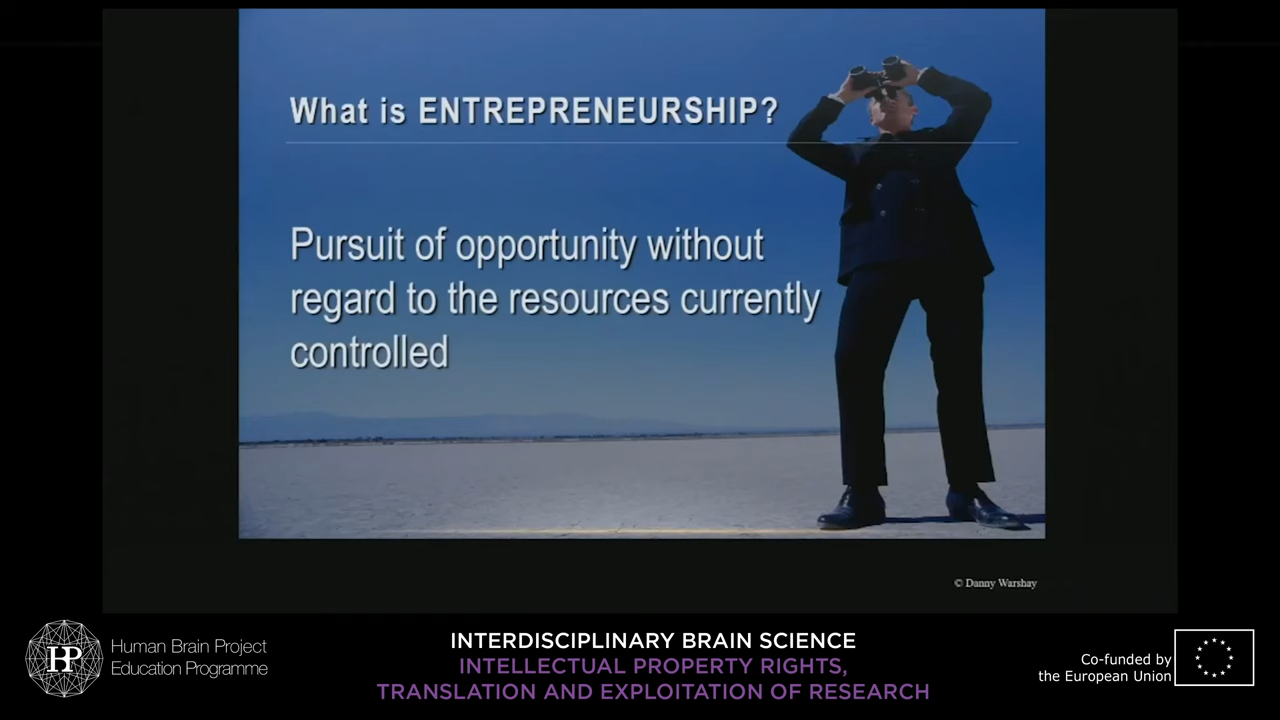 What is ENTREPRENEURSHIP?
Pursuit of opportunity without
regard to the resources currently
controlled
© Danny Warshay
HP
Human Brain Project
Education Programme
INTERDISCIPLINARY BRAIN SCIENCE
INTELLECTUAL PROPERTY RIGHTS,
TRANSLATION AND EXPLOITATION OF RESEARCH
Co-funded by
the European Union